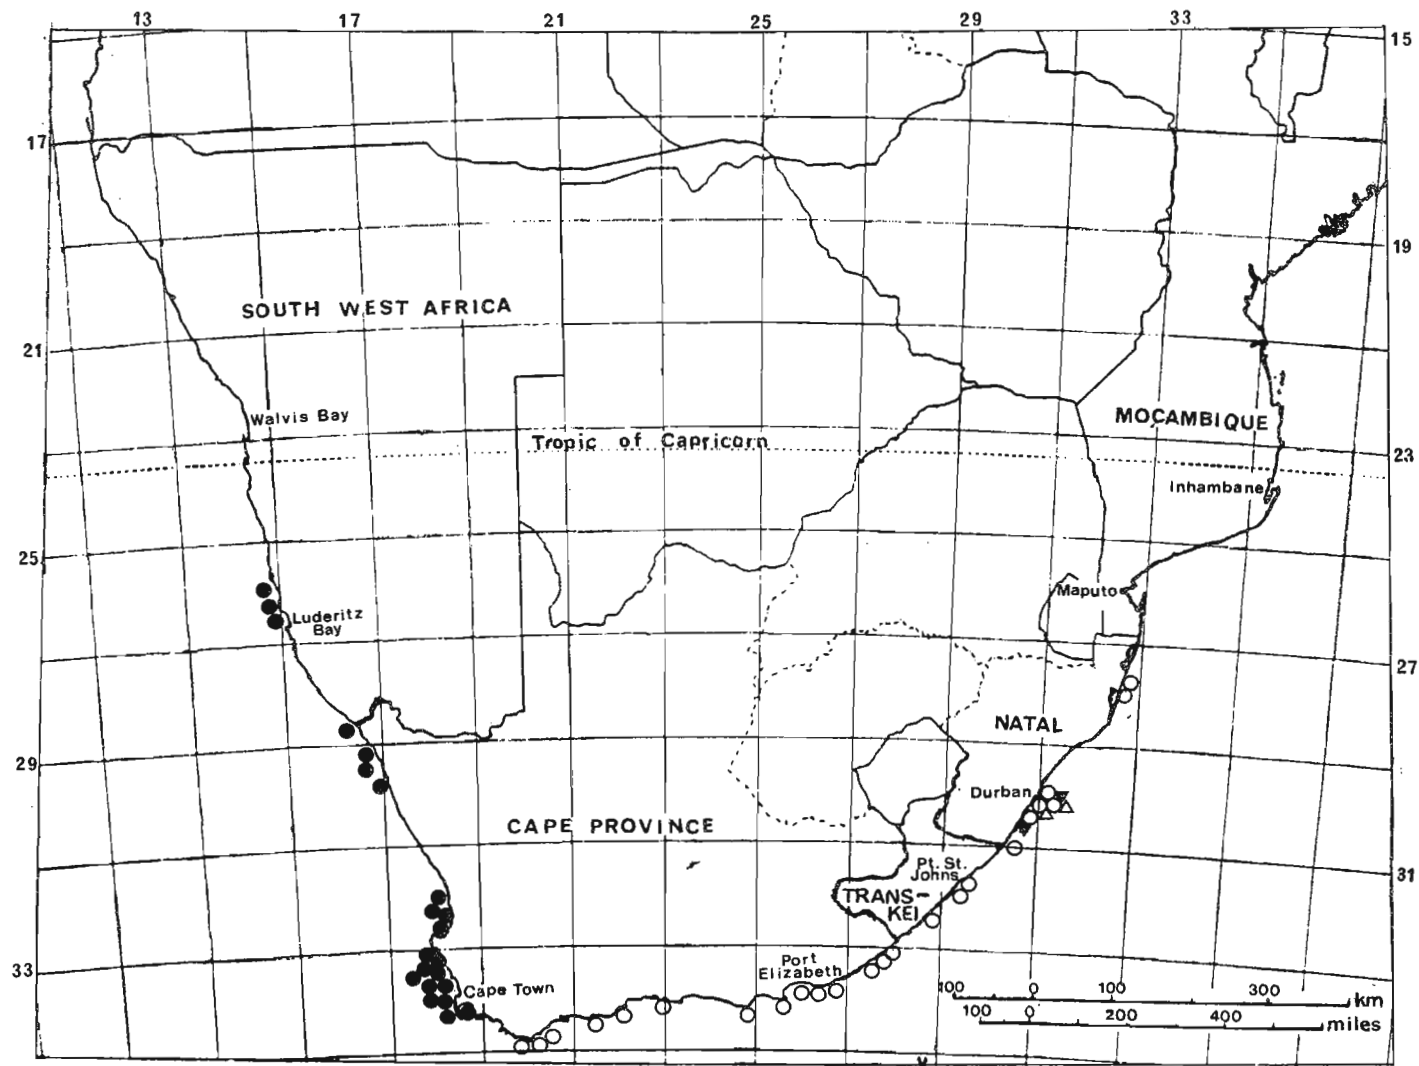 13 17 21 25 29 33
15
17
19
SOUTH WEST AFRICA
21
Walvis Bay
MOÇAMBIQUE
Tropic of Capricorn
23
Inhambane
25
Maputo
Luderitz
Bay
27
NATAL
29
Durban
CAPE PROVINCE
Pt. St.
Johns
31
TRANS-
KEI
Port
Elizabeth
33
Cape Town
100 0 100 300 km
100 0 200 400 miles